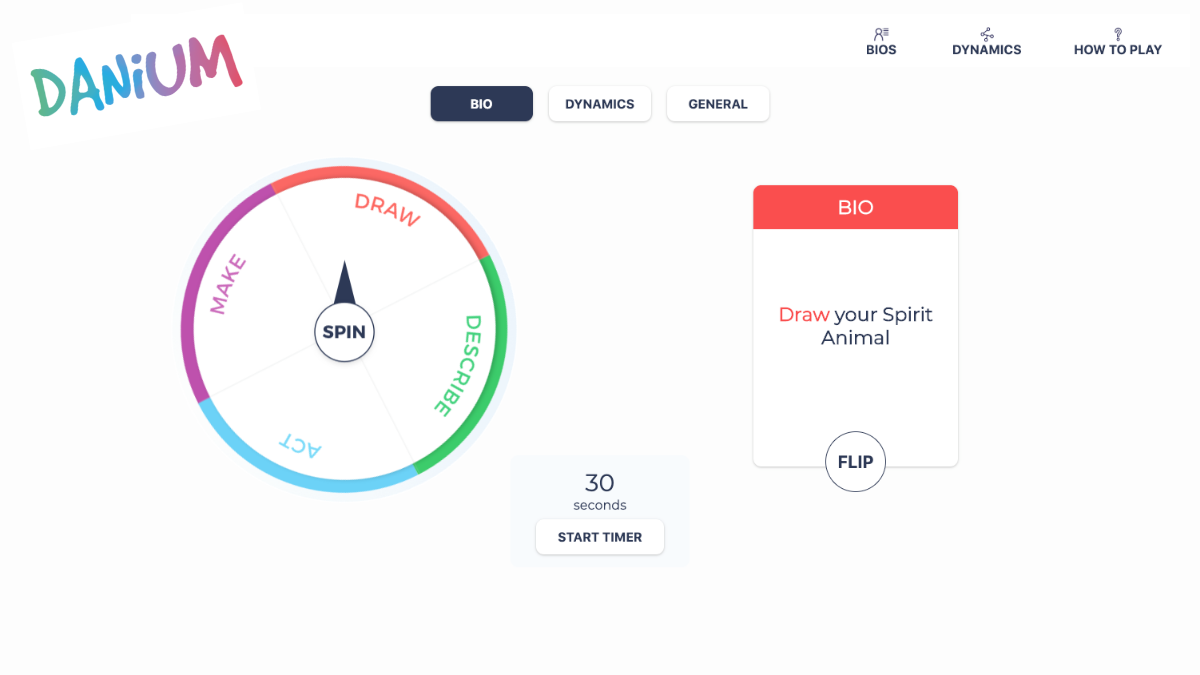 DANiUM
BIOS
DYNAMICS
HOW TO PLAY
BIO
DYNAMICS
GENERAL
DRAW
MAKE
DESCRIBE
ACT
SPIN
BIO
Draw your Spirit
Animal
FLIP
30
seconds
START TIMER